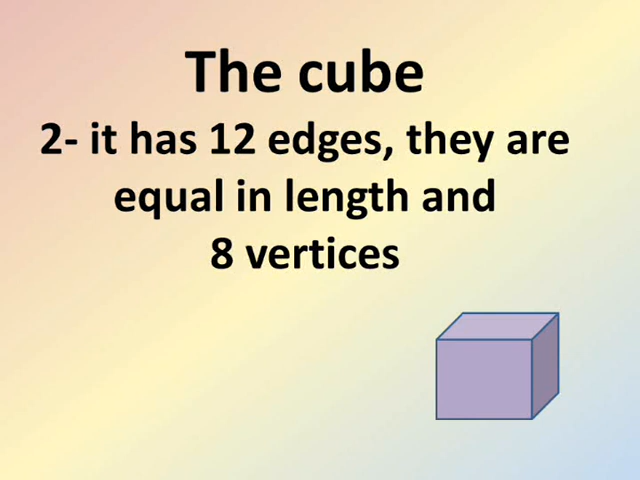 The cube
2- it has 12 edges, they are
equal in length and
8 vertices